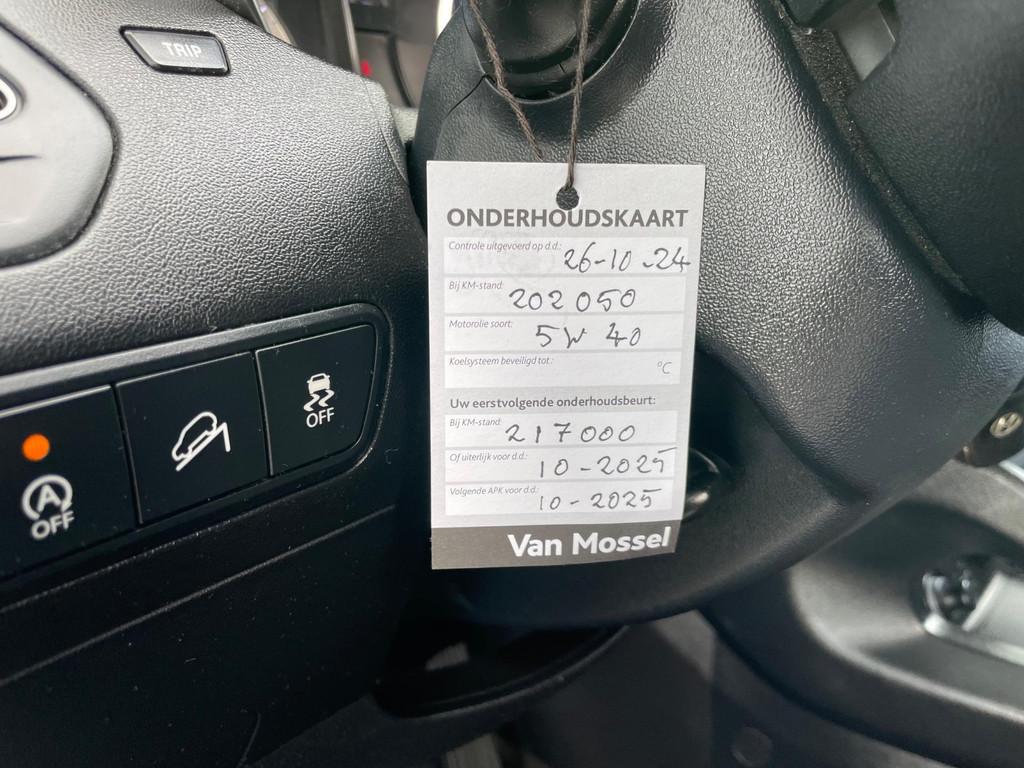 TRIP
ONDERHOUDSKAART
Controle uitgevoerd op d.d.: 26-10-24
Bij KM-stand: 202050
Motorolie soort: 5W 40
Koelsysteem beveiligd tot.: °C
Uw eerstvolgende onderhoudsbeurt:
Bij KM-stand: 217000
Of uiterlijk voor d.d.: 10-2025
Volgende APK voor d.d.: 10-2025
Van Mossel
OFF
A
OFF